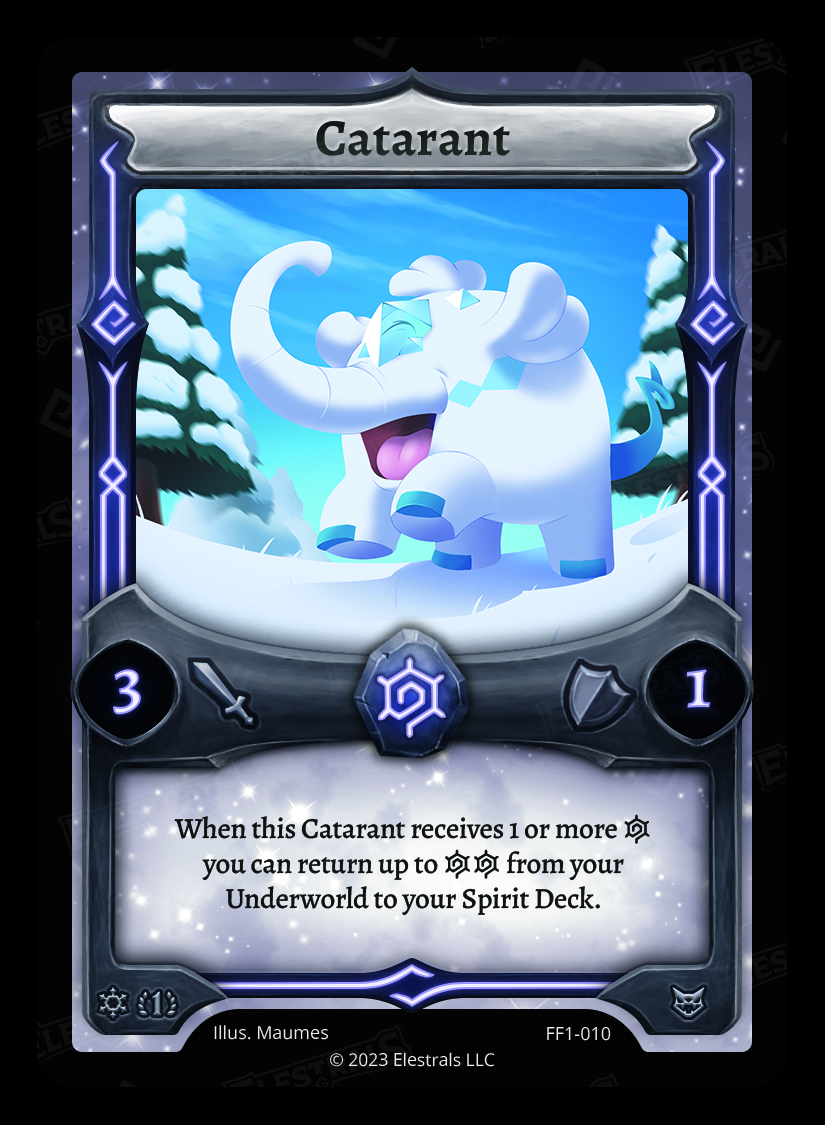 Catarant
3
1
When this Catarant receives 1 or more
you can return up to from your
Underworld to your Spirit Deck.
1
Illus. Maumes
FF1-010
© 2023 Elestrals LLC
ELESTRALS